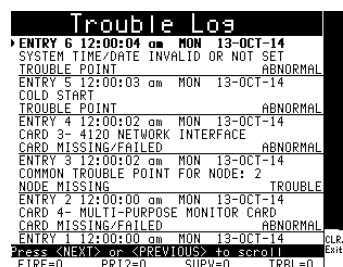 Trouble Log
ENTRY 6 12:00:04 am MON 13-OCT-14
SYSTEM TIME/DATE INVALID OR NOT SET
TROUBLE POINT ABNORMAL
ENTRY 5 12:00:03 am MON 13-OCT-14
COLD START
TROUBLE POINT ABNORMAL
ENTRY 4 12:00:02 am MON 13-OCT-14
CARD 3- 4120 NETWORK INTERFACE
CARD MISSING/FAILED ABNORMAL
ENTRY 3 12:00:02 am MON 13-OCT-14
COMMON TROUBLE POINT FOR NODE: 2
NODE MISSING TROUBLE
ENTRY 2 12:00:00 am MON 13-OCT-14
CARD 4- MULTI-PURPOSE MONITOR CARD
CARD MISSING/FAILED ABNORMAL
ENTRY 1 12:00:00 am MON 13-OCT-14
Press <NEXT> or <PREVIOUS> to scroll
FIRE=0 PRI2=0 SUPV=0 TRBL=0
CLR/
Exit